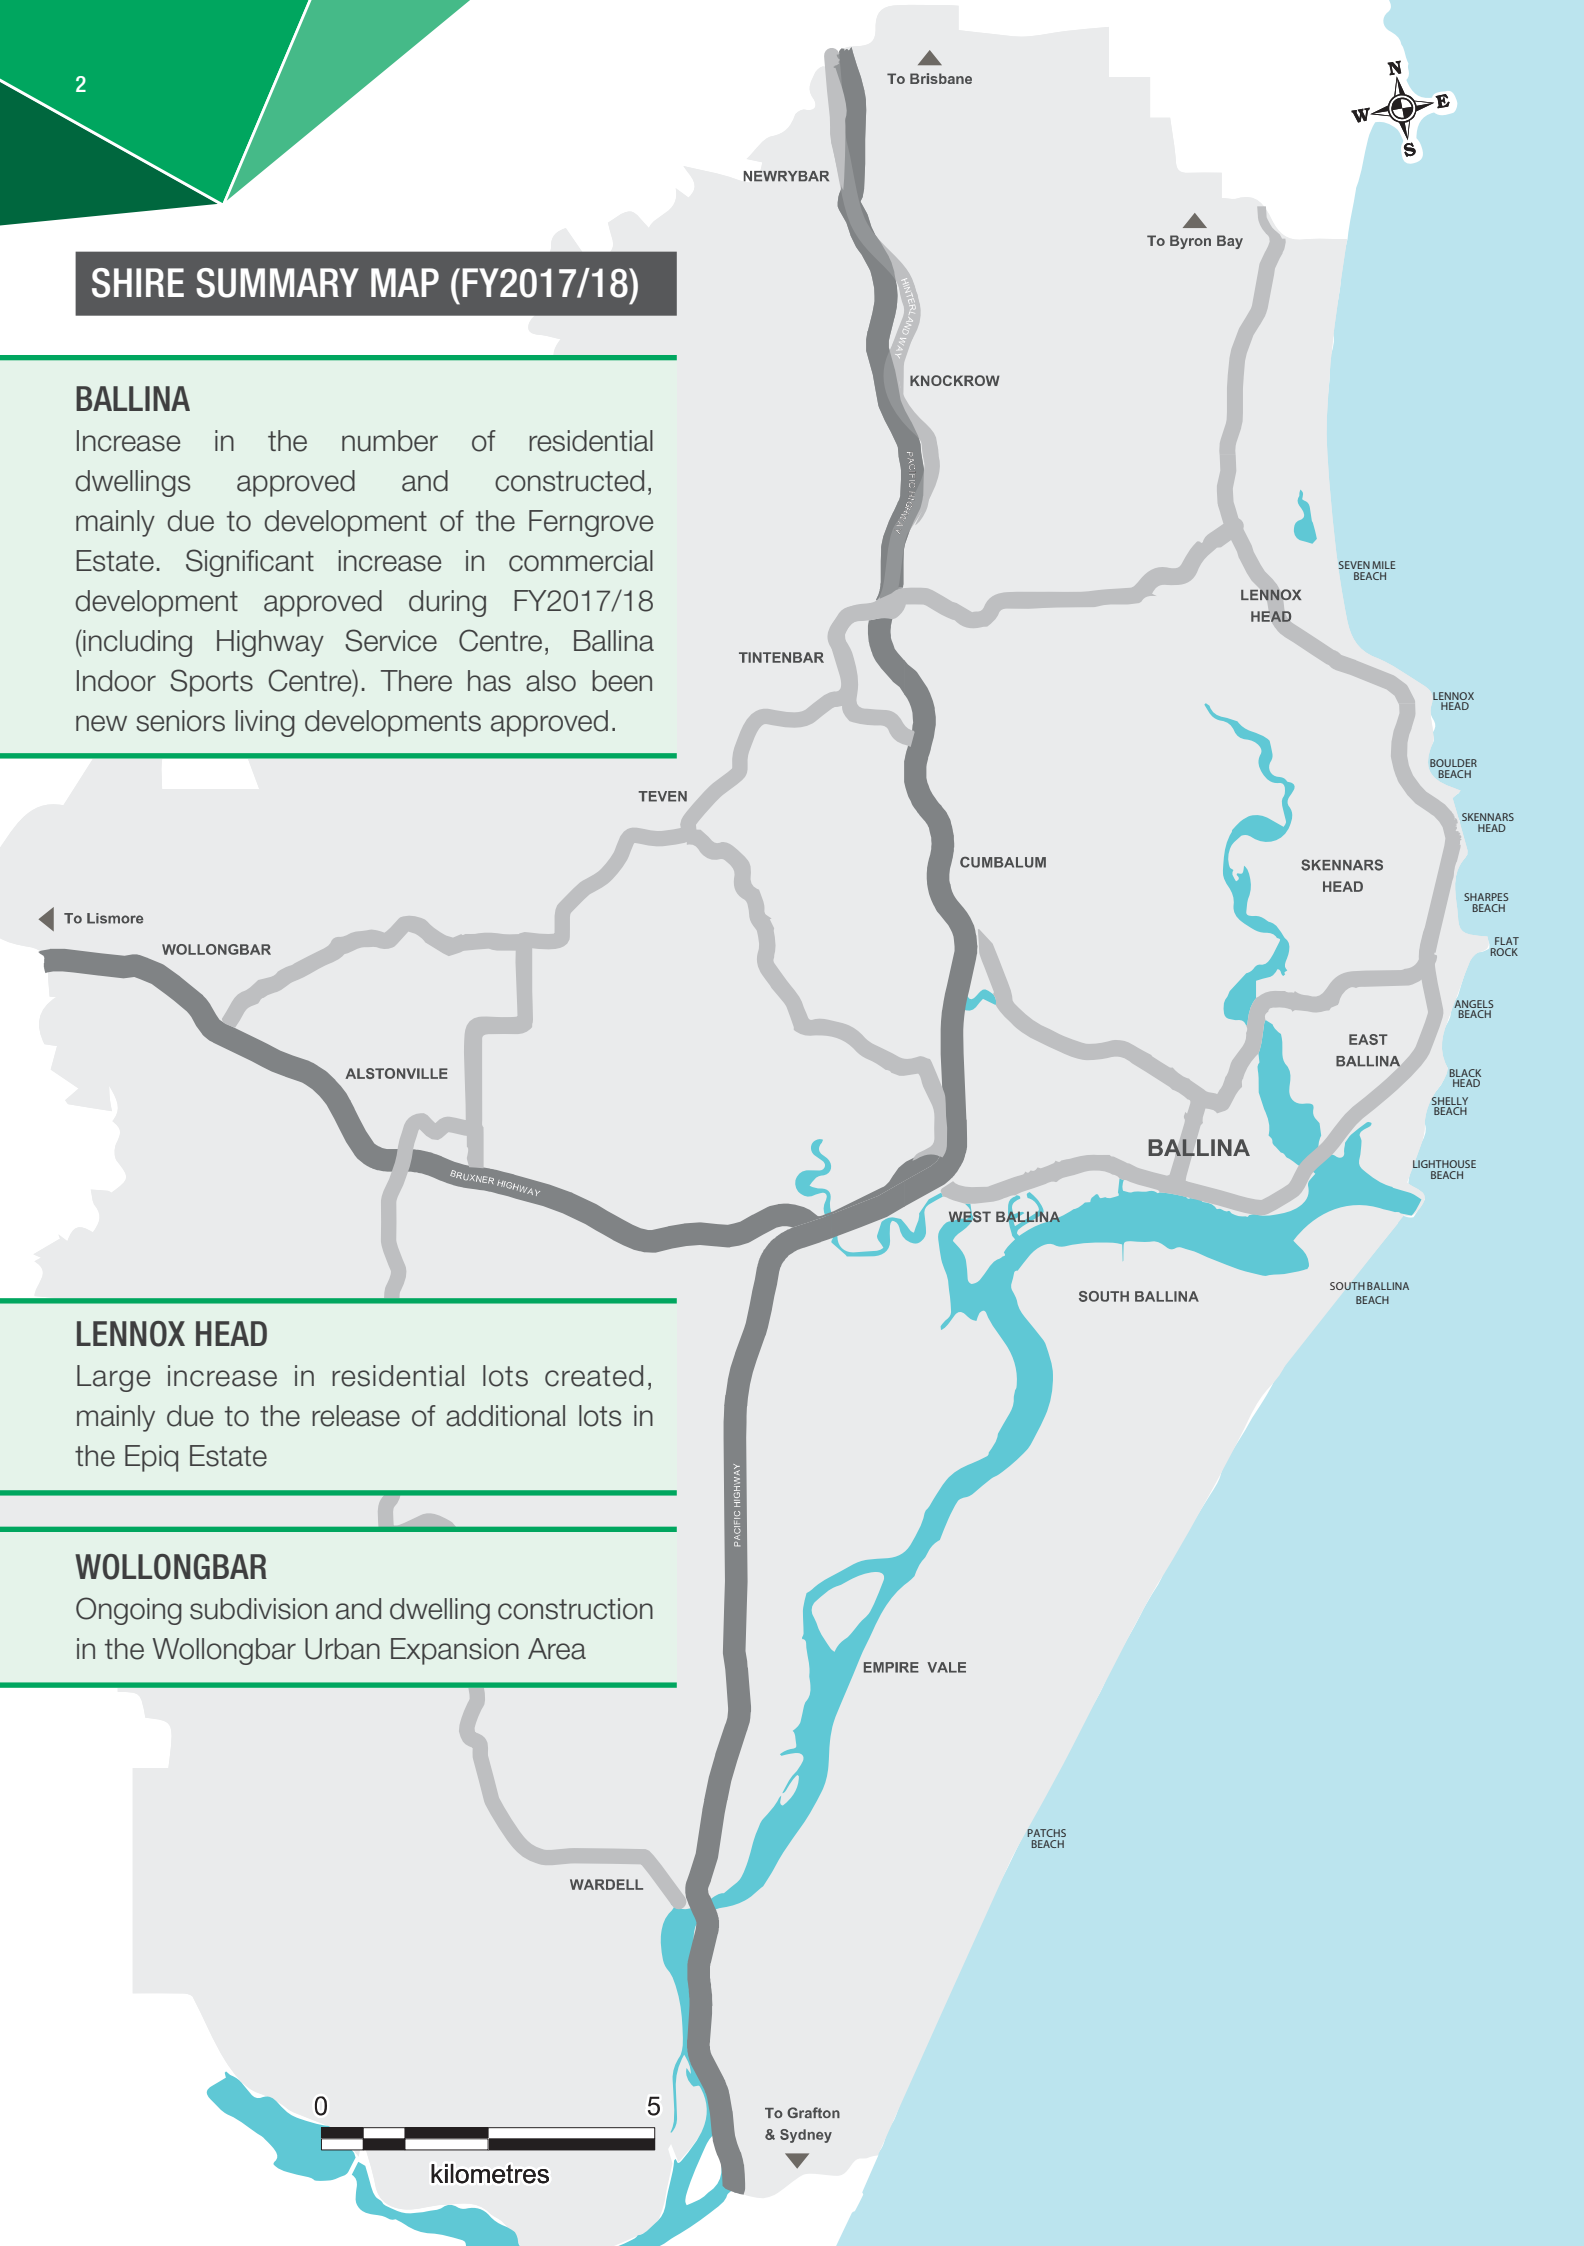 2
SHIRE SUMMARY MAP (FY2017/18)
BALLINA
Increase in the number of residential
dwellings approved and constructed,
mainly due to development of the Ferngrove
Estate. Significant increase in commercial
development approved during FY2017/18
(including Highway Service Centre, Ballina
Indoor Sports Centre). There has also been
new seniors living developments approved.
LENNOX HEAD
Large increase in residential lots created,
mainly due to the release of additional lots in
the Epiq Estate
WOLLONGBAR
Ongoing subdivision and dwelling construction
in the Wollongbar Urban Expansion Area
To Brisbane
N
W
E
S
NEWRYBAR
To Byron Bay
HINTERLAND WAY
KNOCKROW
PACIFIC HIGHWAY
SEVEN MILE
BEACH
LENNOX
HEAD
TINTENBAR
LENNOX
HEAD
BOULDER
BEACH
TEVEN
SKENNARS
HEAD
CUMBALUM
SKENNARS
HEAD
SHARPES
BEACH
To Lismore
WOLLONGBAR
FLAT
ROCK
ANGELS
BEACH
EAST
BALLINA
ALSTONVILLE
BLACK
HEAD
SHELLY
BEACH
BALLINA
LIGHTHOUSE
BEACH
BRUXNER HIGHWAY
WEST BALLINA
SOUTH BALLINA
SOUTH BALLINA
BEACH
PACIFIC HIGHWAY
EMPIRE VALE
PATCHS
BEACH
WARDELL
0 5
kilometres
To Grafton
& Sydney